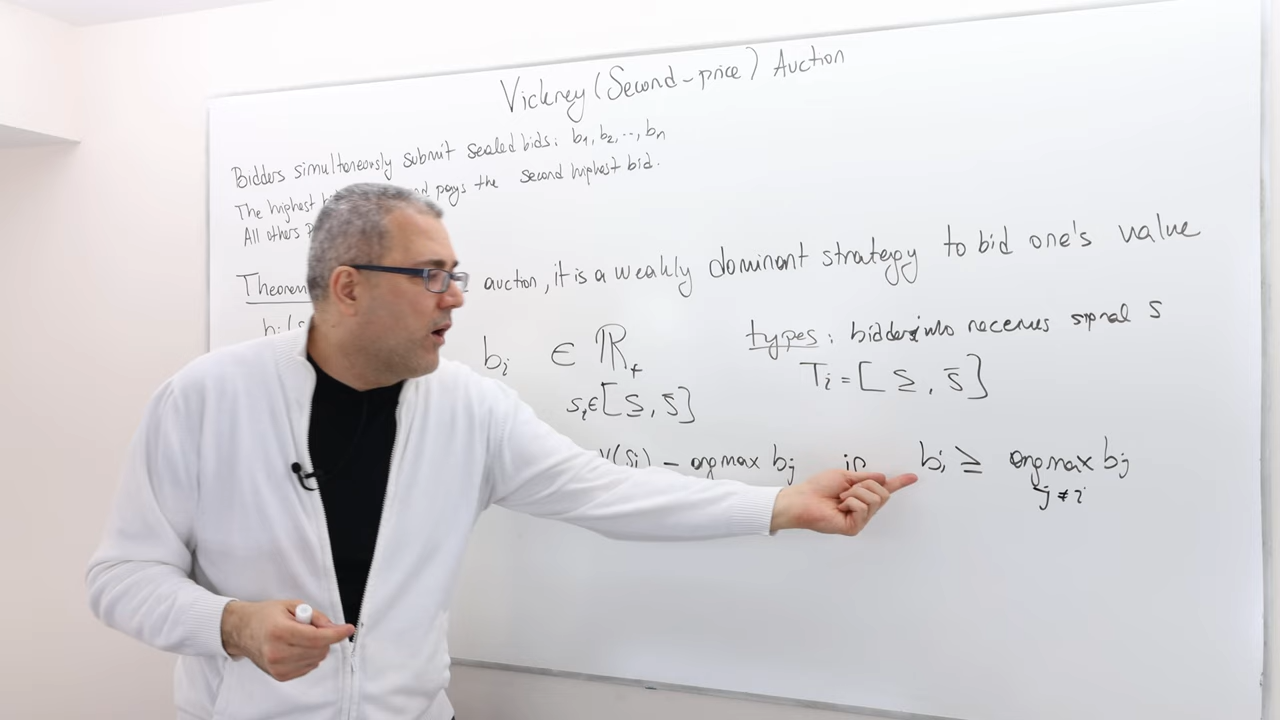 Vickrey (Second-price) Auction
Bidders simultaneously submit sealed bids: b₁, b₂, .., bₙ
The highest pays the second highest bid.
All others
Theorem auction, it is a weakly dominant strategy to bid one's value
bᵢ ∈ ℝ₊ types: bidder who receives signal s
sᵢ∈[s̲, s̄] Tᵢ = [s̲, s̄]
V(sᵢ) - argmax bⱼ bᵢ ≥ argmax bⱼ
j ≠ i